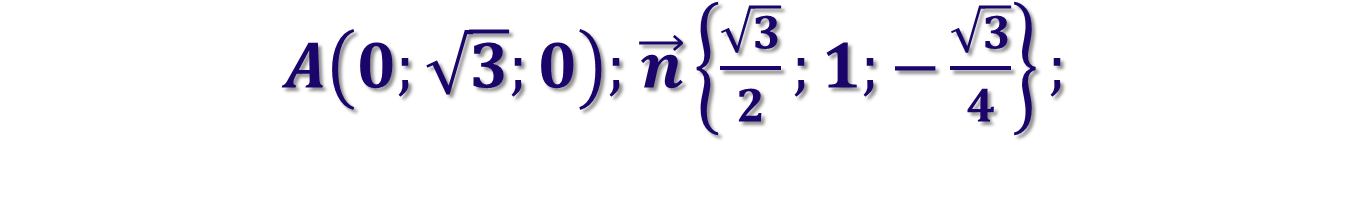 A(0; √3; 0); n⃗ {√3/2 ; 1; −√3/4} ;